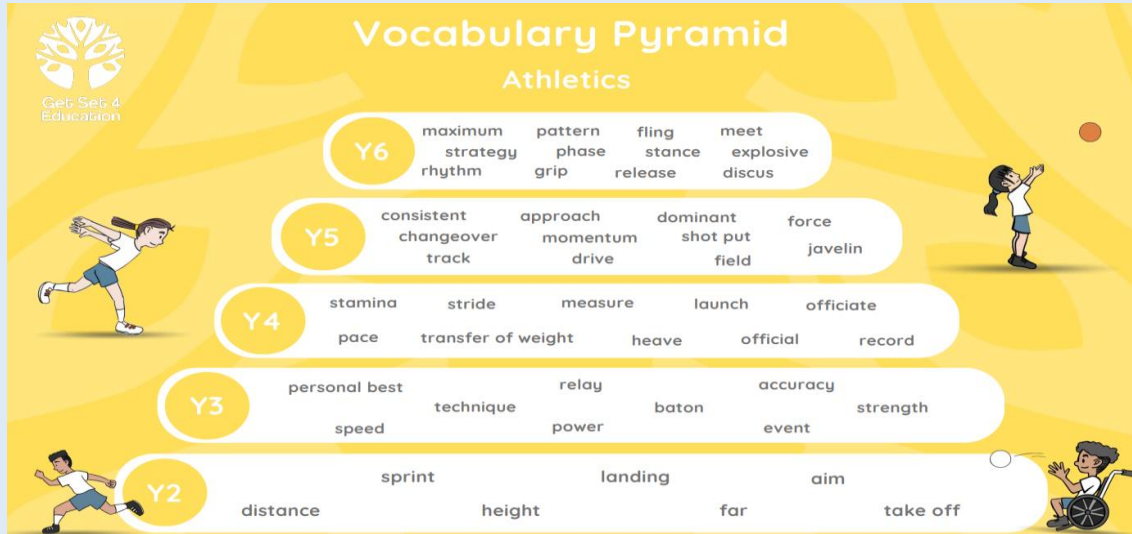 Vocabulary Pyramid
Athletics
Get Set 4
Education
Y6
maximum pattern fling meet
strategy phase stance explosive
rhythm grip release discus
Y5
consistent approach dominant force
changeover momentum shot put javelin
track drive field
Y4
stamina stride measure launch officiate
pace transfer of weight heave official record
Y3
personal best relay accuracy
technique baton strength
speed power event
Y2
sprint landing aim
distance height far take off